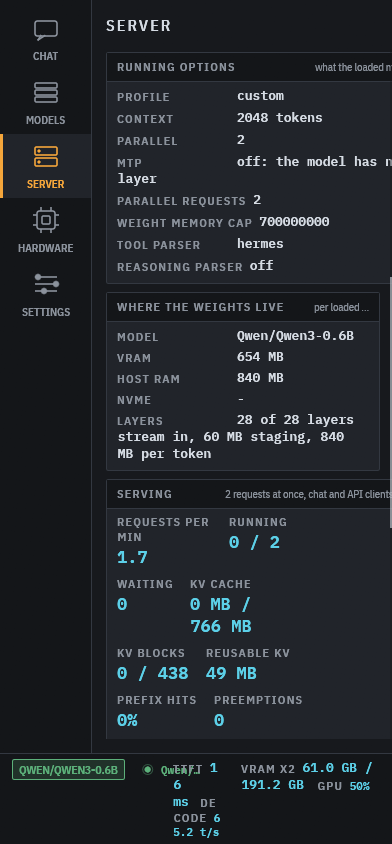 SERVER
CHAT
MODELS
SERVER
HARDWARE
SETTINGS
RUNNING OPTIONS what the loaded
PROFILE custom
CONTEXT 2048 tokens
PARALLEL 2
MTP off: the model has
layer
PARALLEL REQUESTS 2
WEIGHT MEMORY CAP 700000000
TOOL PARSER hermes
REASONING PARSER off
WHERE THE WEIGHTS LIVE per loaded ...
MODEL Qwen/Qwen3-0.6B
VRAM 654 MB
HOST RAM 840 MB
NVME -
LAYERS 28 of 28 layers
stream in, 60 MB staging, 840
MB per token
SERVING 2 requests at once, chat and API clients
REQUESTS PER
MIN
1.7
RUNNING
0 / 2
WAITING
0
KV CACHE
0 MB /
766 MB
KV BLOCKS
0 / 438
REUSABLE KV
49 MB
PREFIX HITS
0%
PREEMPTIONS
0
QWEN/QWEN3-0.6B
TTFT 1
6
ms DE
CODE 6
5.2 t/s
VRAM X2 61.0 GB /
191.2 GB GPU 50%